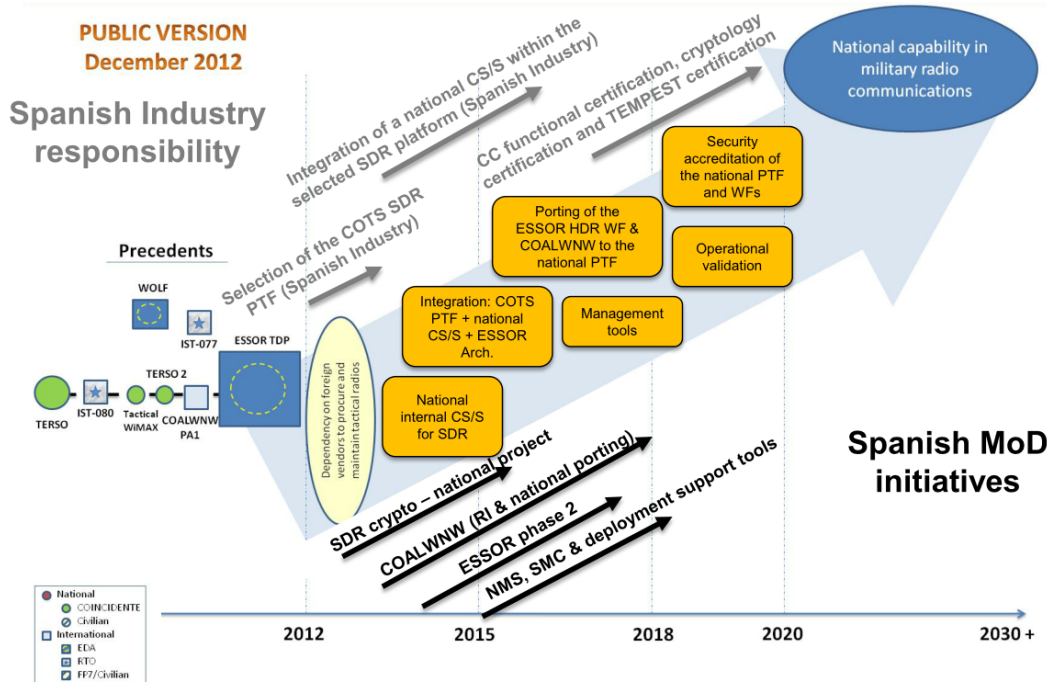 PUBLIC VERSION
December 2012
Spanish Industry
responsibility
Integration of a national CS/S within the
selected SDR platform (Spanish Industry)
CC functional certification, cryptology
certification and TEMPEST certification
National capability in
military radio
communications
Selection of the COTS SDR
PTF (Spanish Industry)
Security
accreditation of
the national PTF
and WFs
Porting of the
ESSOR HDR WF &
COALWNW to the
national PTF
Operational
validation
Integration: COTS
PTF + national
CS/S + ESSOR
Arch.
Management
tools
National
internal CS/S
for SDR
Precedents
WOLF
IST-077
ESSOR TDP
TERSO 2
TERSO
IST-080
Tactical
WiMAX
COALWNW
PA1
Dependency on foreign
vendors to procure and
maintain tactical radios
SDR crypto – national project
COALWNW (RI & national porting)
ESSOR phase 2
NMS, SMC & deployment support tools
Spanish MoD
initiatives
National
COINCIDENTE
Civilian
International
EDA
RTO
FP7/Civilian
2012
2015
2018
2020
2030 +